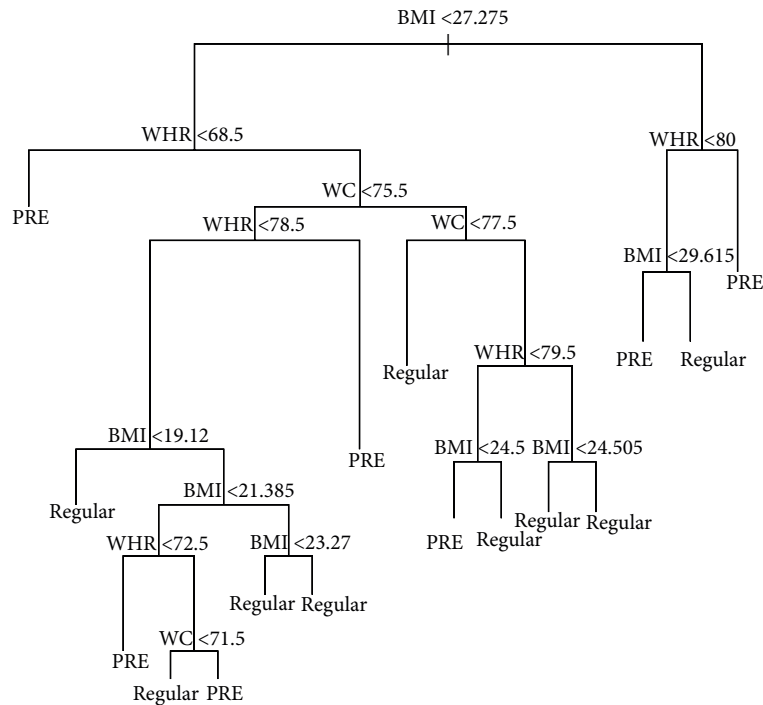 BMI <27.275
WHR <68.5
WHR <80
PRE
WC <75.5
WHR <78.5
WC <77.5
BMI <29.615
PRE
PRE
Regular
Regular
WHR <79.5
BMI <19.12
PRE
BMI <24.5
BMI <24.505
Regular
BMI <21.385
PRE
Regular
Regular
Regular
WHR <72.5
BMI <23.27
Regular
Regular
PRE
WC <71.5
Regular
PRE